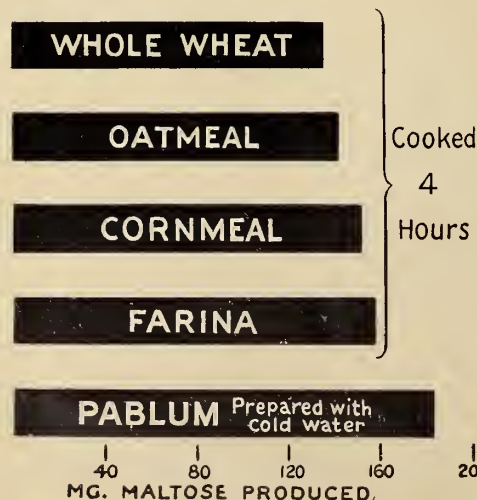 WHOLE WHEAT
OATMEAL
CORNMEAL
FARINA
Cooked
4
Hours
PABLUM Prepared with
cold water
40 80 120 160 20
MG. MALTOSE PRODUCED.